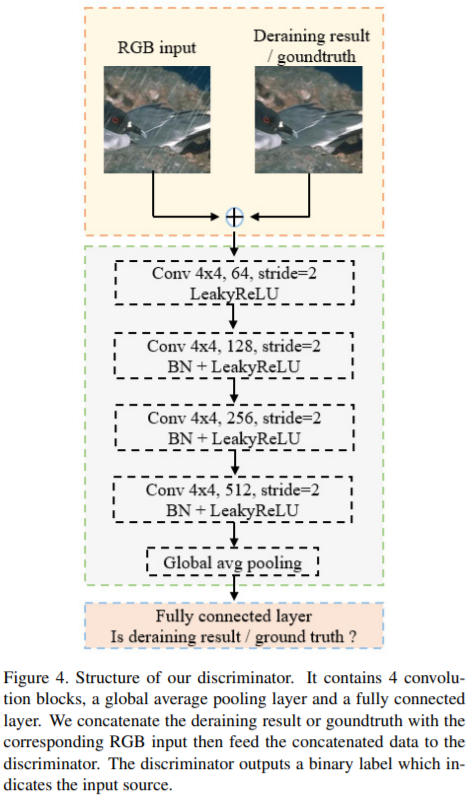 RGB input
Deraining result
/ goundtruth
Conv 4x4, 64, stride=2
LeakyReLU
Conv 4x4, 128, stride=2
BN + LeakyReLU
Conv 4x4, 256, stride=2
BN + LeakyReLU
Conv 4x4, 512, stride=2
BN + LeakyReLU
Global avg pooling
Fully connected layer
Is deraining result / ground truth ?
Figure 4. Structure of our discriminator. It contains 4 convolu-
tion blocks, a global average pooling layer and a fully connected
layer. We concatenate the deraining result or goundtruth with the
corresponding RGB input then feed the concatenated data to the
discriminator. The discriminator outputs a binary label which in-
dicates the input source.